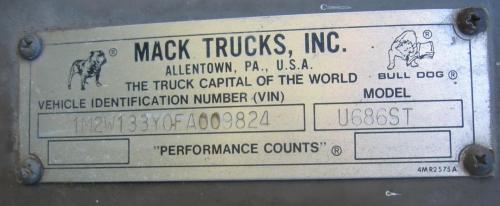 MACK TRUCKS, INC.
ALLENTOWN, PA., U.S.A.
THE TRUCK CAPITAL OF THE WORLD
® BULL DOG ®
VEHICLE IDENTIFICATION NUMBER (VIN) MODEL
1M2W133Y0FA009824 U686ST
"PERFORMANCE COUNTS" ®
4MR2575A